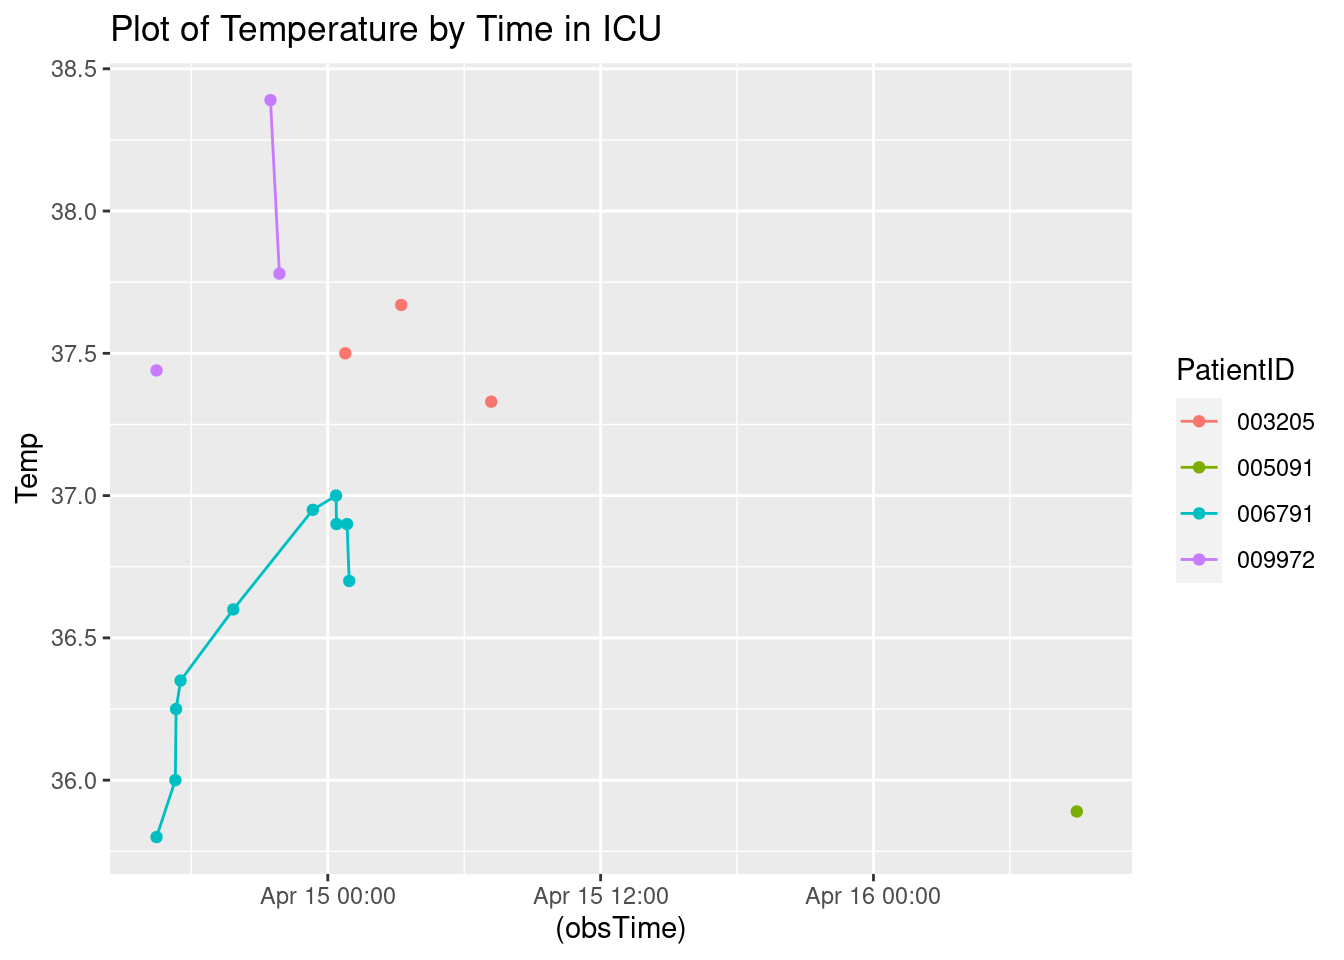 Plot of Temperature by Time in ICU
38.5
38.0
37.5
37.0
36.5
36.0
Temp
Apr 15 00:00
Apr 15 12:00
Apr 16 00:00
(obsTime)
PatientID
003205
005091
006791
009972